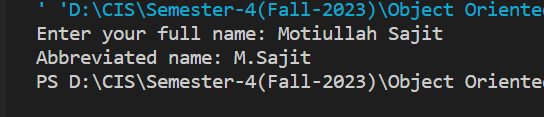 ' 'D:\CIS\Semester-4(Fall-2023)\Object Oriente
Enter your full name: Motiullah Sajit
Abbreviated name: M.Sajit
PS D:\CIS\Semester-4(Fall-2023)\Object Oriente